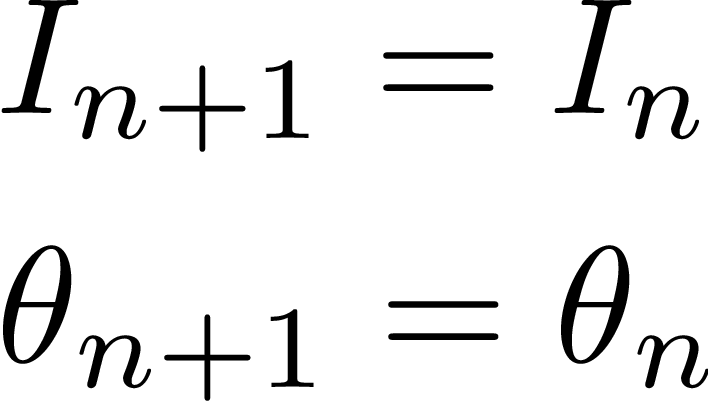 I_{n+1} = I_n
θ_{n+1} = θ_n